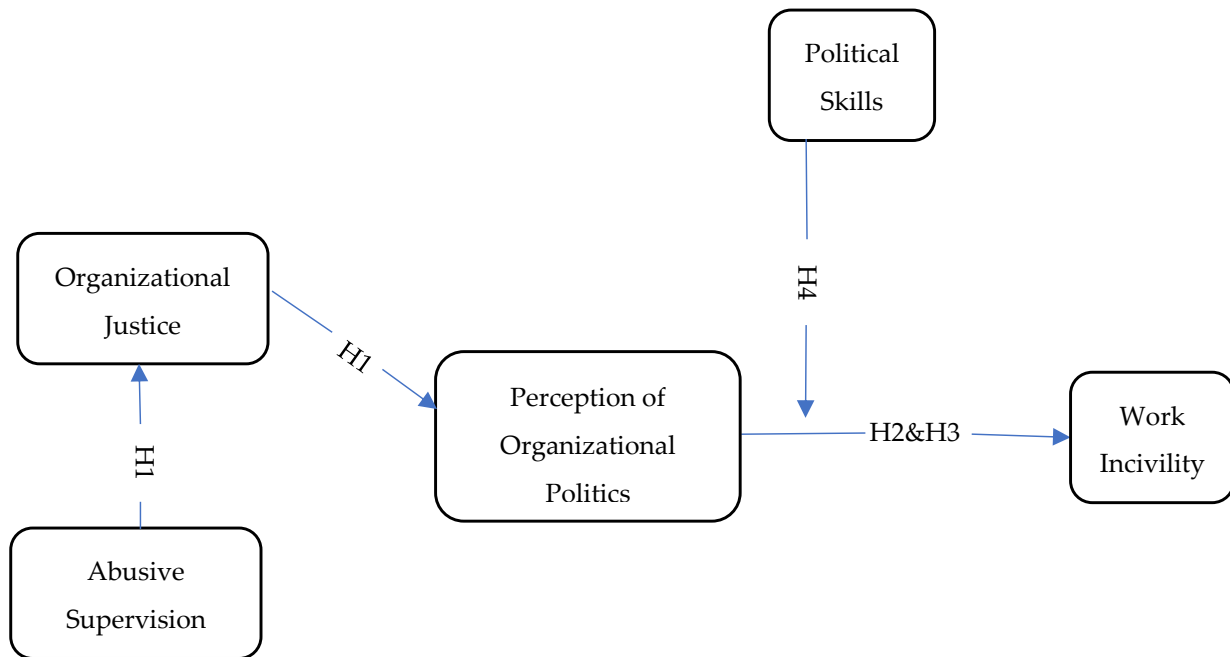 Political
Skills
H4
Organizational
Justice
H1
Perception of
Organizational
Politics
H2&H3
Work
Incivility
H1
Abusive
Supervision